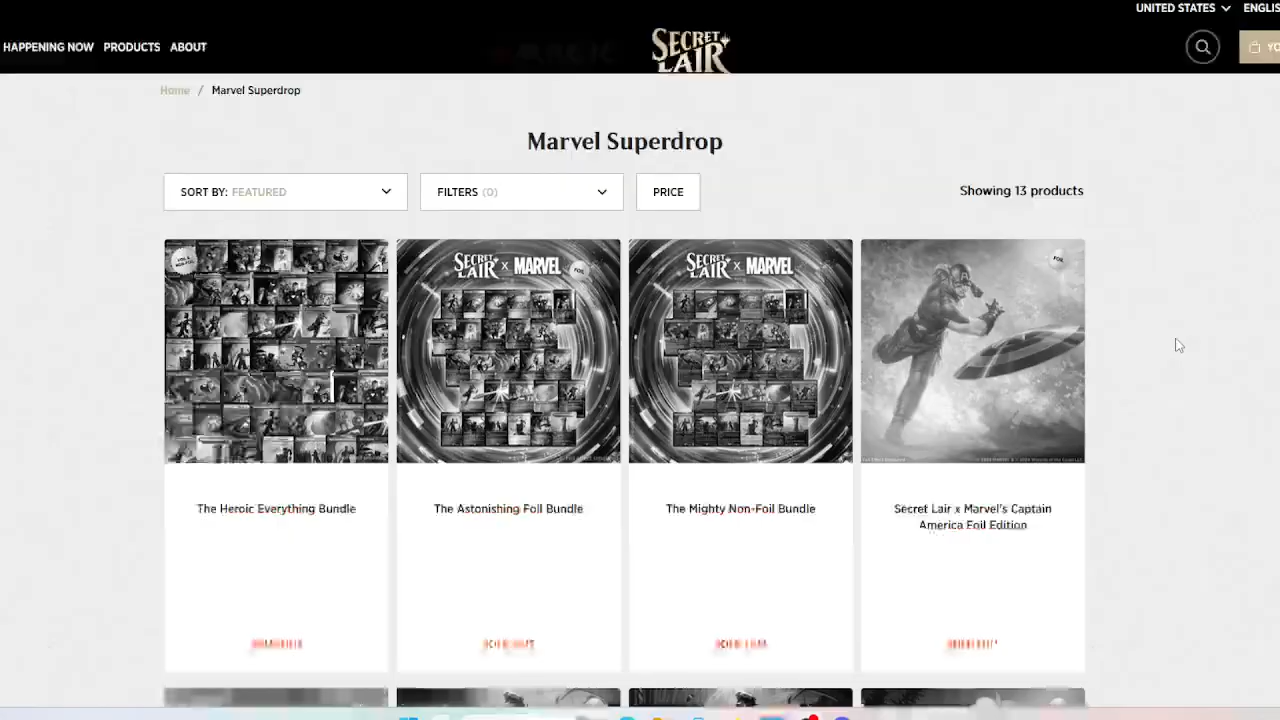 UNITED STATES
HAPPENING NOW PRODUCTS ABOUT
SECRET
LAIR
Home / Marvel Superdrop
Marvel Superdrop
SORT BY: FEATURED
FILTERS (0)
PRICE
Showing 13 products
SECRET LAIR x MARVEL
FOIL
SECRET LAIR x MARVEL
FOIL
The Heroic Everything Bundle
The Astonishing Foil Bundle
The Mighty Non-Foil Bundle
Secret Lair x Marvel's Captain
America Foil Edition